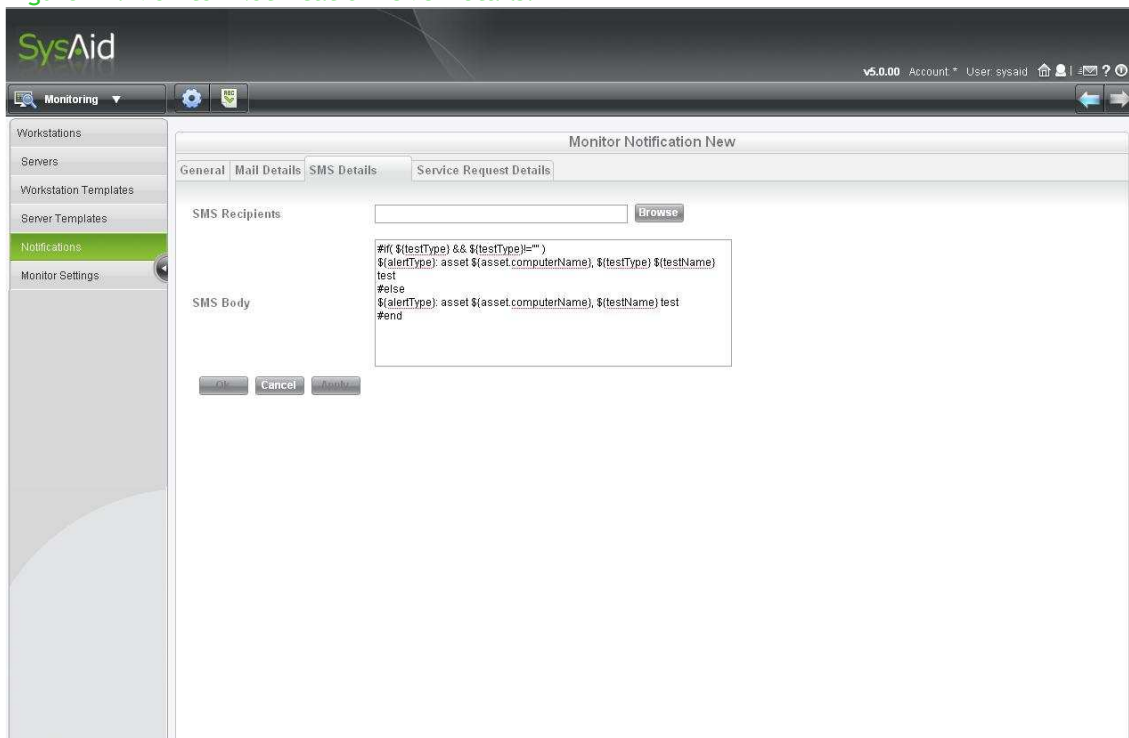 SysAid
v5.0.00 Account * User: sysaid
Monitoring
Workstations
Servers
Workstation Templates
Server Templates
Notifications
Monitor Settings
Monitor Notification New
General Mail Details SMS Details Service Request Details
SMS Recipients Browse
SMS Body
#if( ${testType} && ${testType}!="" )
${alertType}: asset ${asset.computerName}, ${testType} ${testName}
test
#else
${alertType}: asset ${asset.computerName}, ${testName} test
#end
Ok Cancel Apply